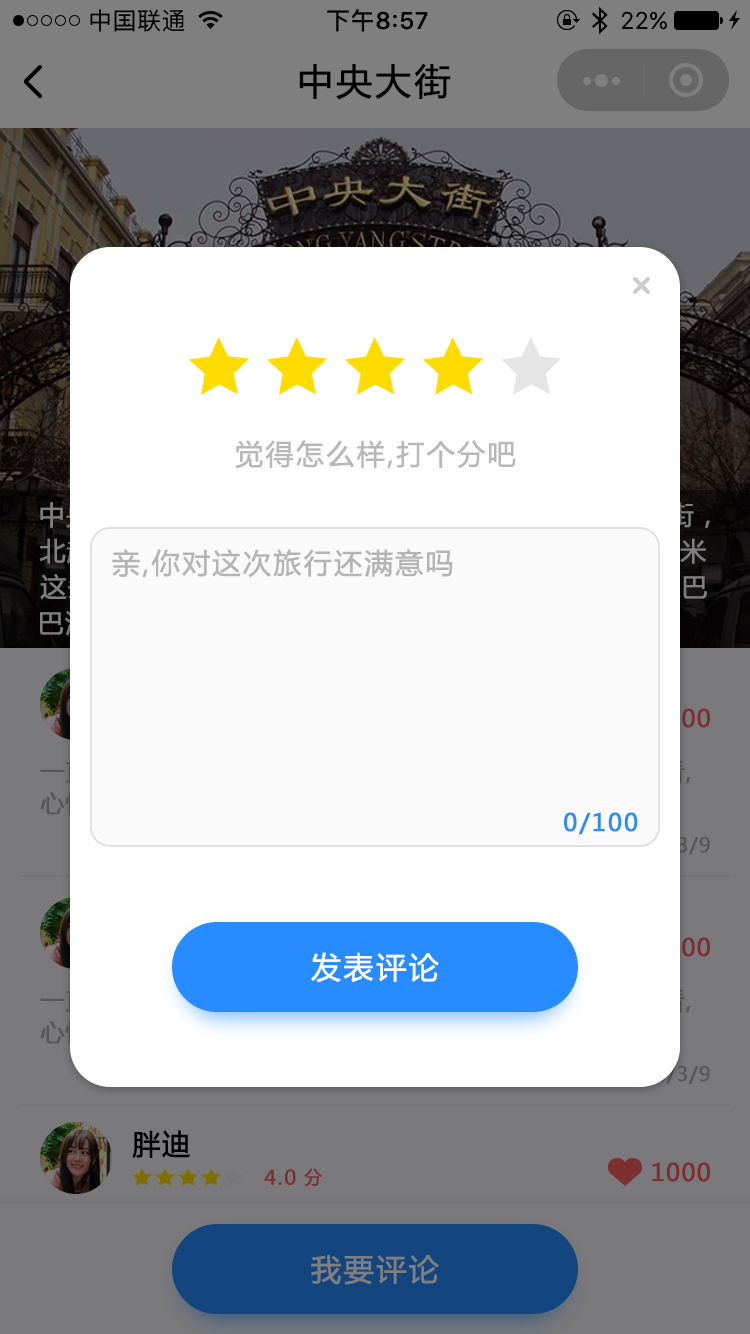 中国联通
下午8:57
22%
中央大街
中央大街
觉得怎么样,打个分吧
亲,你对这次旅行还满意吗
0/100
发表评论
胖迪
4.0 分
1000
我要评论